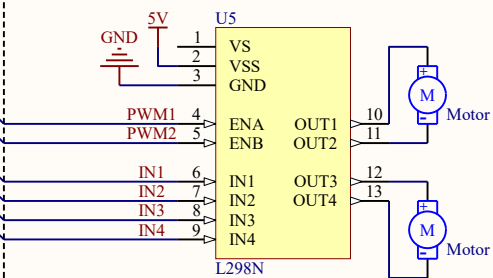 5V
U5
GND
1 VS
2 VSS
3 GND
+
M
-
Motor
PWM1 4 ENA OUT1 10
PWM2 5 ENB OUT2 11
IN1 6 IN1 OUT3 12
IN2 7 IN2 OUT4 13
IN3 8 IN3
IN4 9 IN4
+
M
-
Motor
L298N